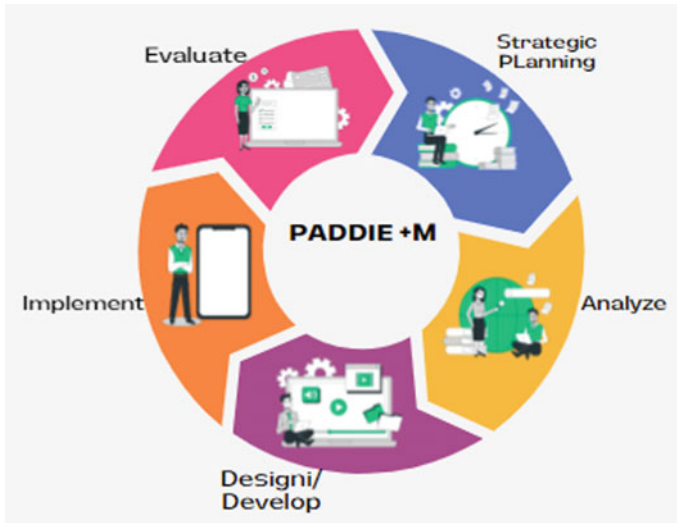 Evaluate
Strategic
PLanning
PADDIE +M
Implement
Analyze
Designi/
Develop